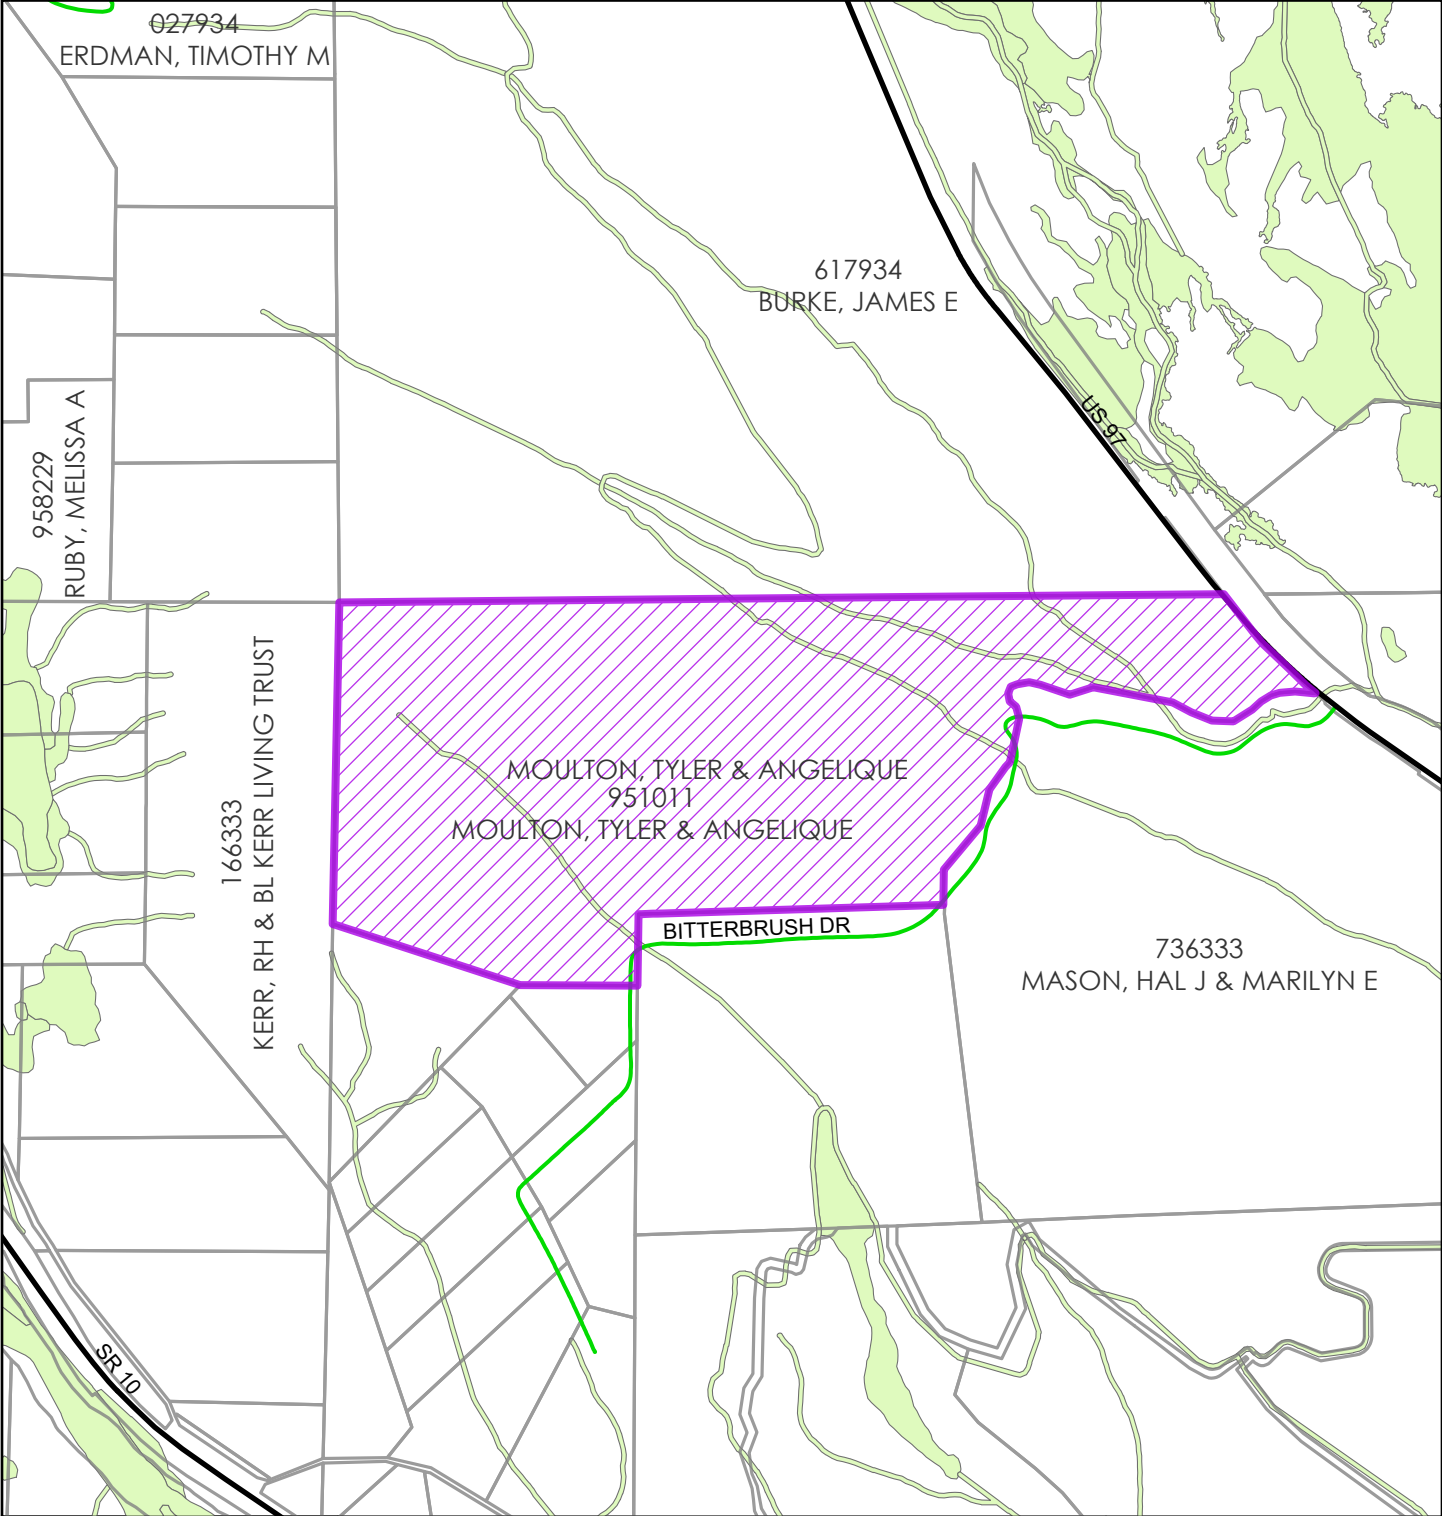 027934
ERDMAN, TIMOTHY M
617934
BURKE, JAMES E
US 97
958229
RUBY, MELISSA A
166333
KERR, RH & BL KERR LIVING TRUST
MOULTON, TYLER & ANGELIQUE
951011
MOULTON, TYLER & ANGELIQUE
BITTERBRUSH DR
736333
MASON, HAL J & MARILYN E
SR 10